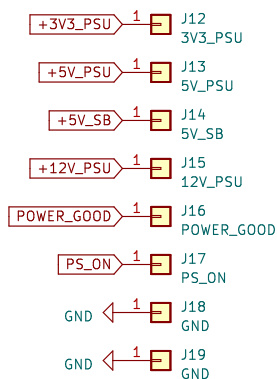 +3V3_PSU 1 J12
3V3_PSU
+5V_PSU 1 J13
5V_PSU
+5V_SB 1 J14
5V_SB
+12V_PSU 1 J15
12V_PSU
POWER_GOOD 1 J16
POWER_GOOD
PS_ON 1 J17
PS_ON
GND 1 J18
GND
GND 1 J19
GND